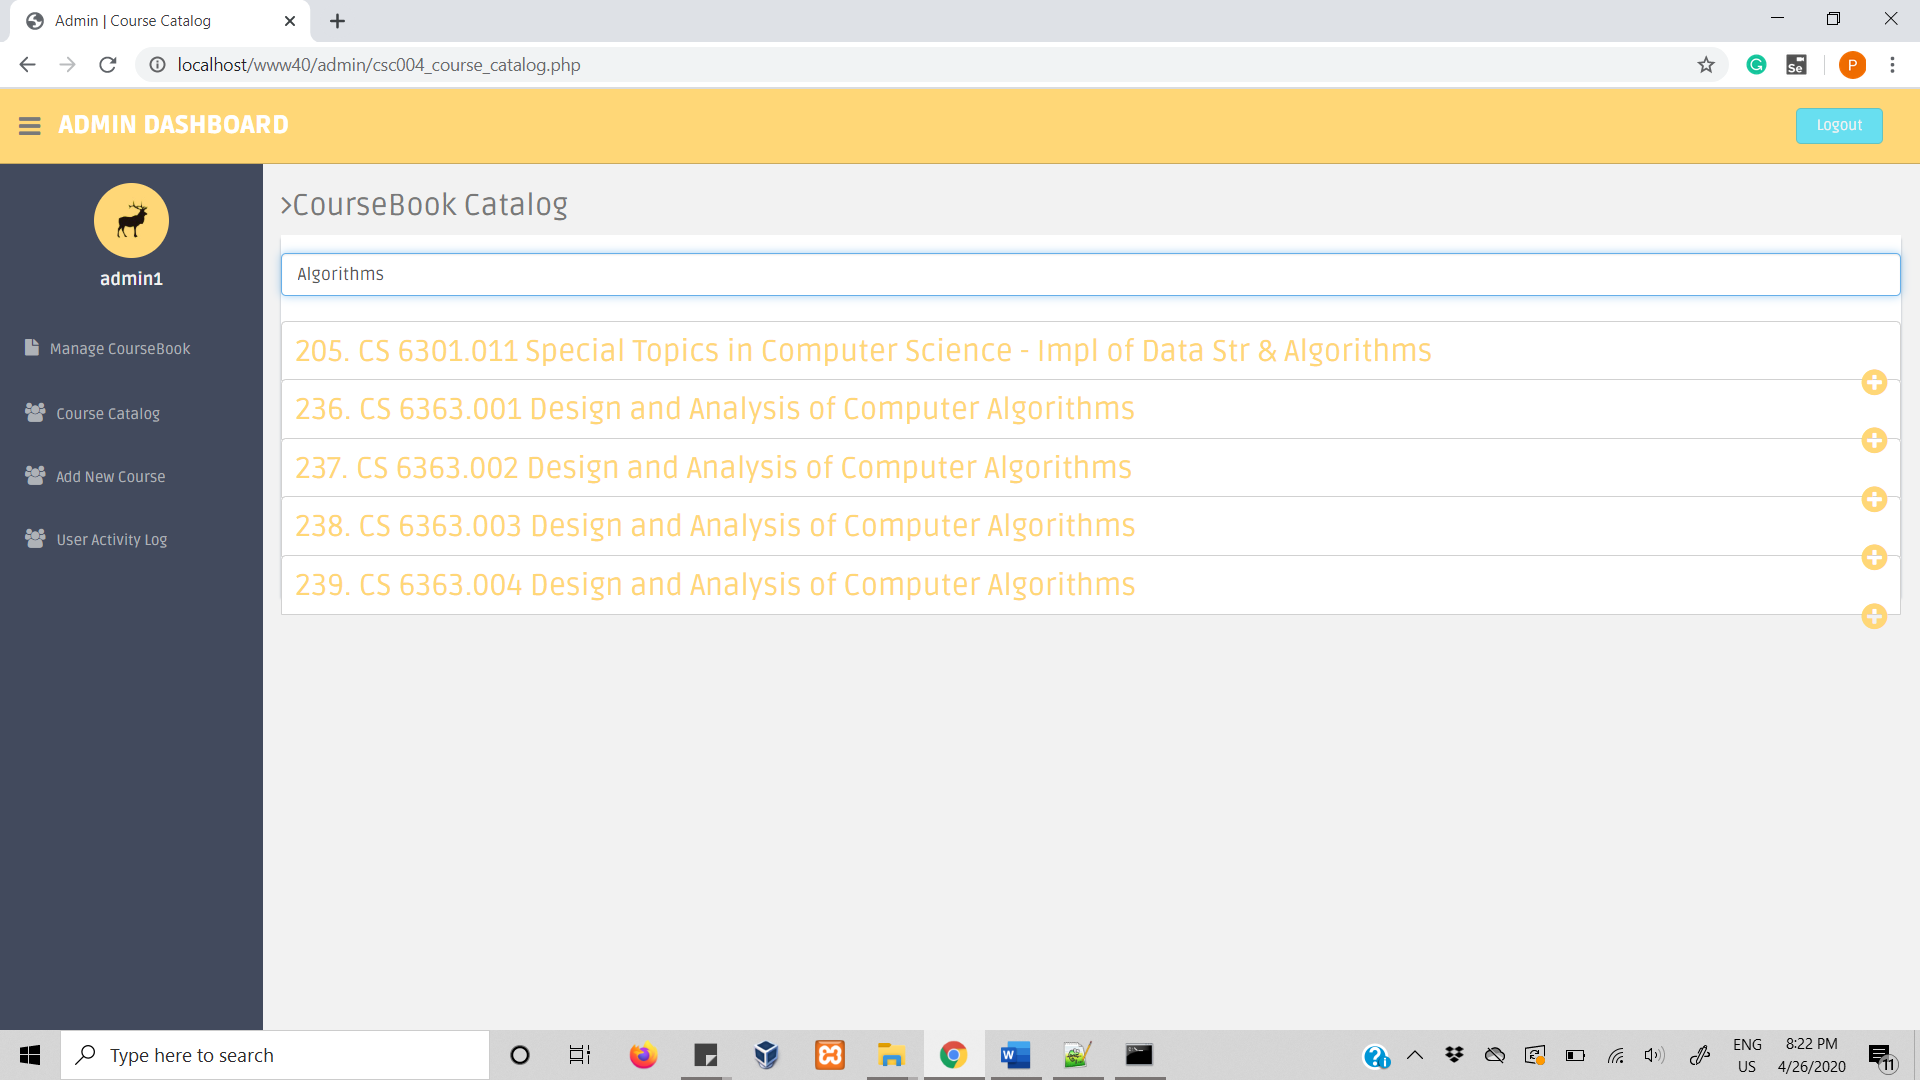 Admin | Course Catalog
localhost/www40/admin/csc004_course_catalog.php
P
ADMIN DASHBOARD
Logout
admin1
Manage CourseBook
Course Catalog
Add New Course
User Activity Log
CourseBook Catalog
Algorithms
205. CS 6301.011 Special Topics in Computer Science - Impl of Data Str & Algorithms
236. CS 6363.001 Design and Analysis of Computer Algorithms
237. CS 6363.002 Design and Analysis of Computer Algorithms
238. CS 6363.003 Design and Analysis of Computer Algorithms
239. CS 6363.004 Design and Analysis of Computer Algorithms
Type here to search
ENG
US
8:22 PM
4/26/2020
11